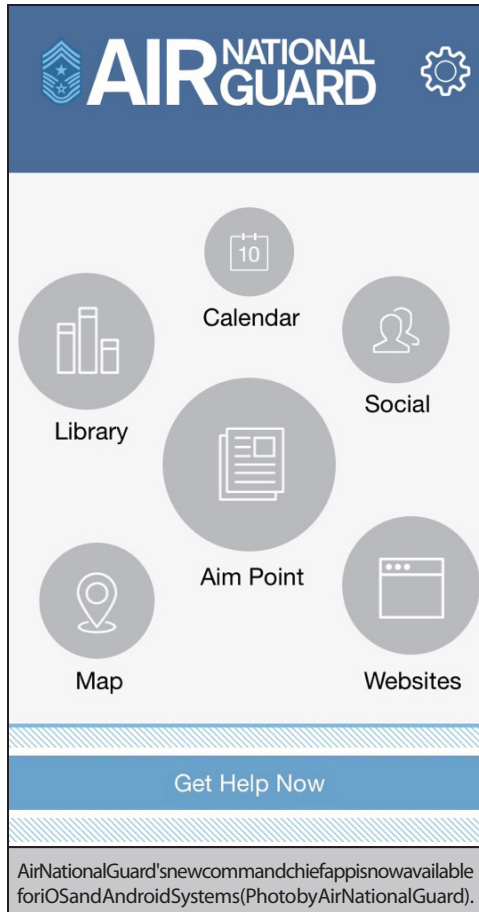 AIR NATIONAL GUARD
10
Calendar
Social
Library
Aim Point
Map
Websites
Get Help Now
AirNationalGuard'snewcommandchiefappisnowavailable
foriOSandAndroidSystems(PhotobyAirNationalGuard).